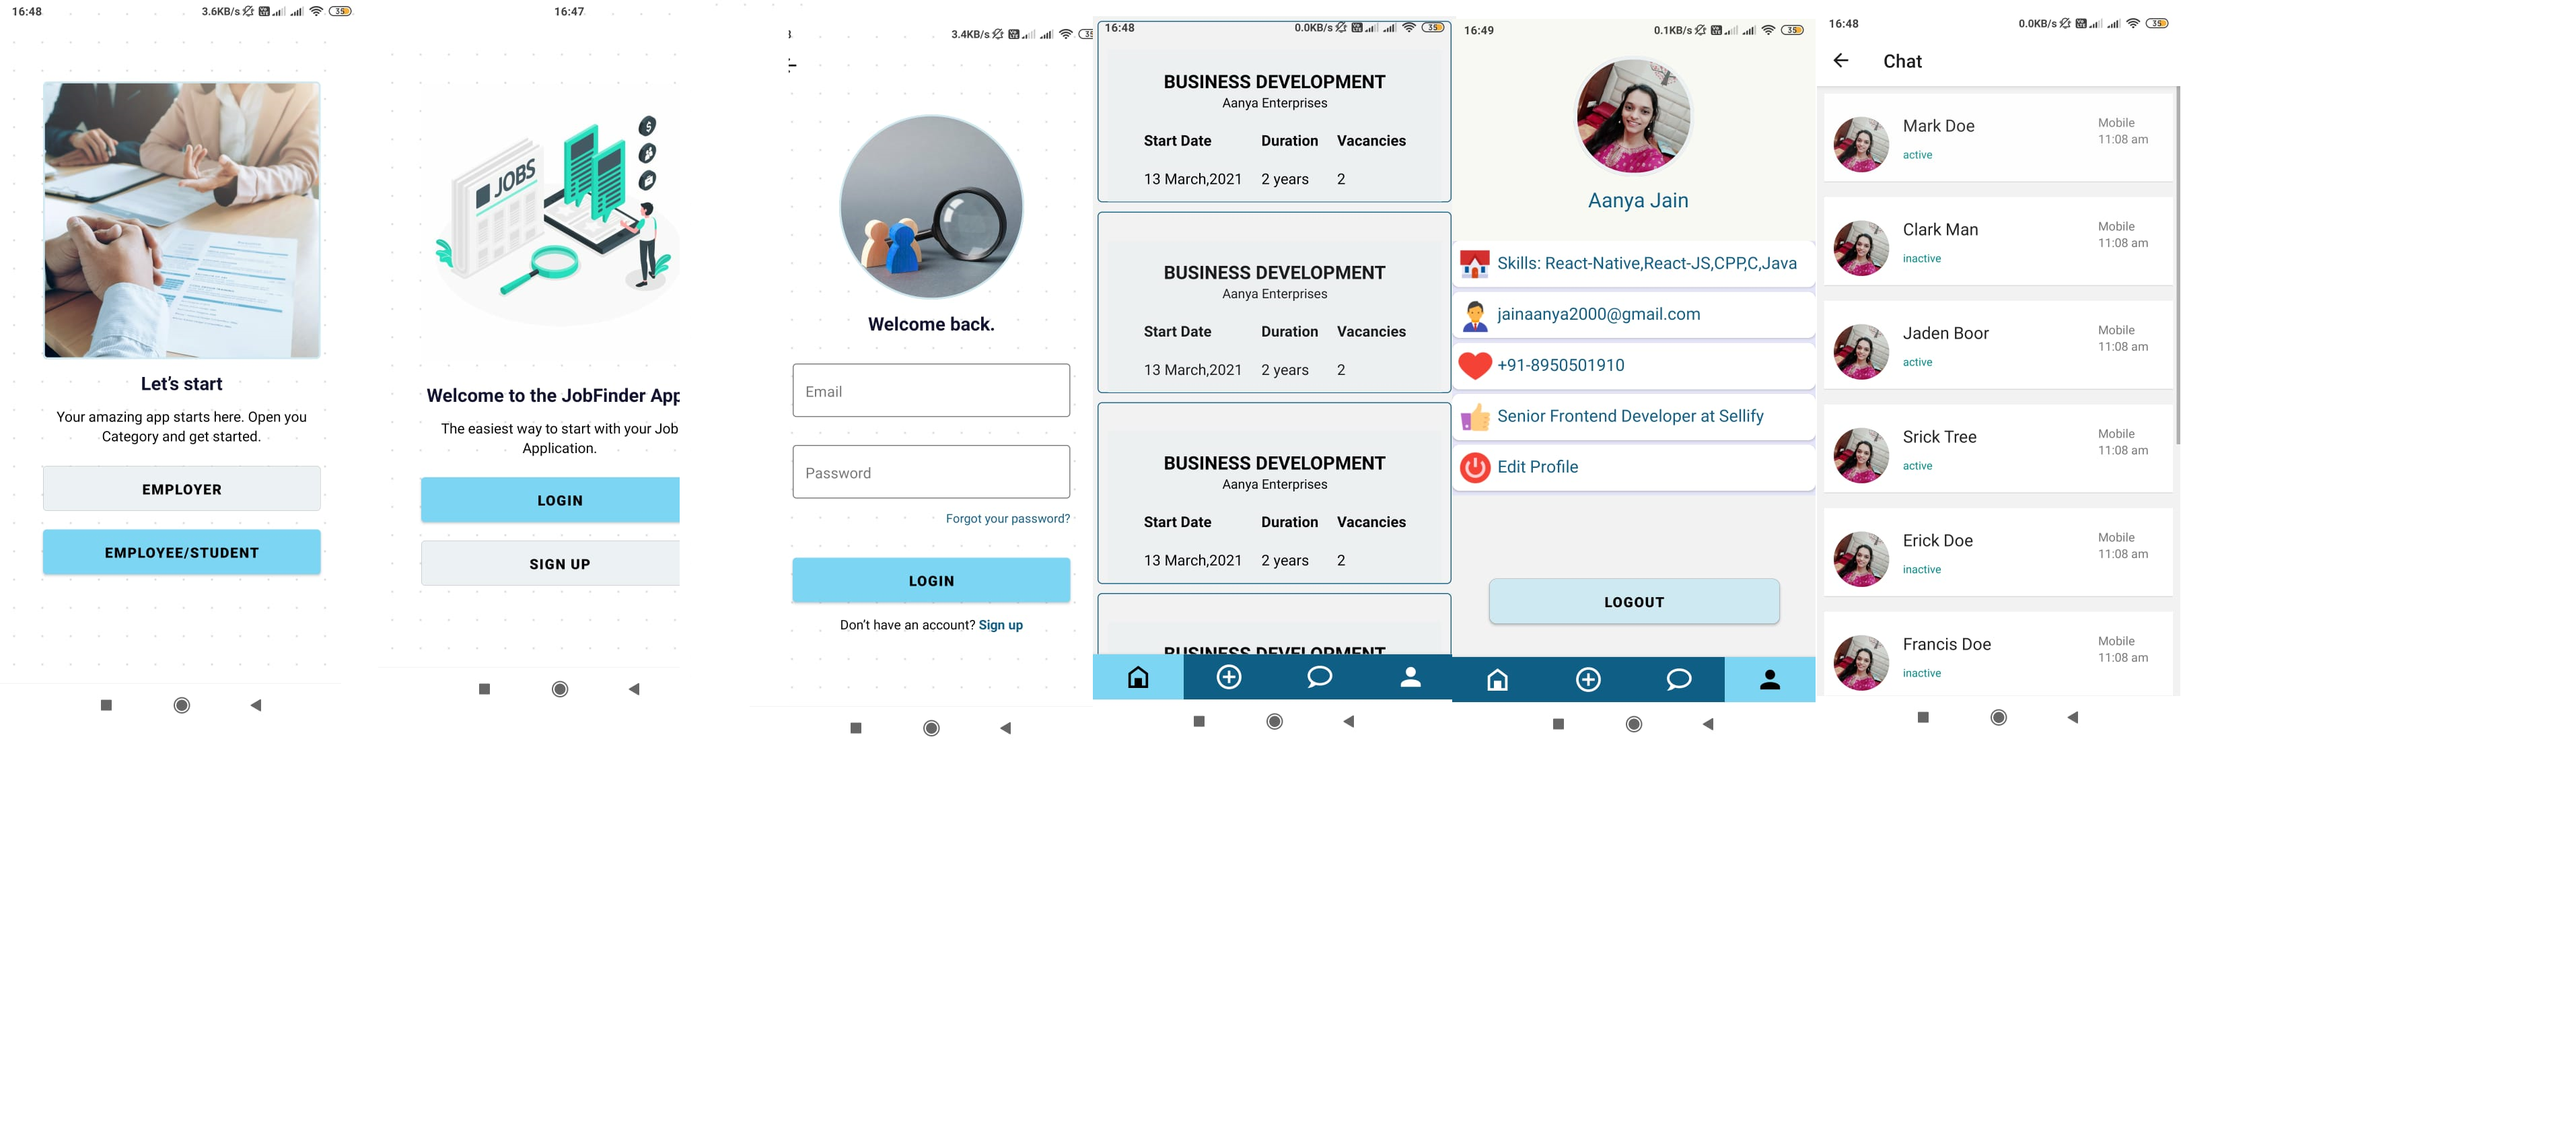 16:48
3.6KB/s
35
Let's start
Your amazing app starts here. Open you
Category and get started.
EMPLOYER
EMPLOYEE/STUDENT
16:47
JOBS
$
Welcome to the JobFinder App
The easiest way to start with your Job
Application.
LOGIN
SIGN UP
3.4KB/s
Welcome back.
Email
Password
Forgot your password?
LOGIN
Don't have an account? Sign up
16:48
0.0KB/s
35
BUSINESS DEVELOPMENT
Aanya Enterprises
Start Date Duration Vacancies
13 March,2021 2 years 2
BUSINESS DEVELOPMENT
Aanya Enterprises
Start Date Duration Vacancies
13 March,2021 2 years 2
BUSINESS DEVELOPMENT
Aanya Enterprises
Start Date Duration Vacancies
13 March,2021 2 years 2
BUSINESS DEVELOPMENT
16:49
0.1KB/s
35
Aanya Jain
Skills: React-Native,React-JS,CPP,C,Java
jainaanya2000@gmail.com
+91-8950501910
Senior Frontend Developer at Sellify
Edit Profile
LOGOUT
16:48
0.0KB/s
35
Chat
Mark Doe
active
Mobile
11:08 am
Clark Man
inactive
Mobile
11:08 am
Jaden Boor
active
Mobile
11:08 am
Srick Tree
active
Mobile
11:08 am
Erick Doe
inactive
Mobile
11:08 am
Francis Doe
inactive
Mobile
11:08 am